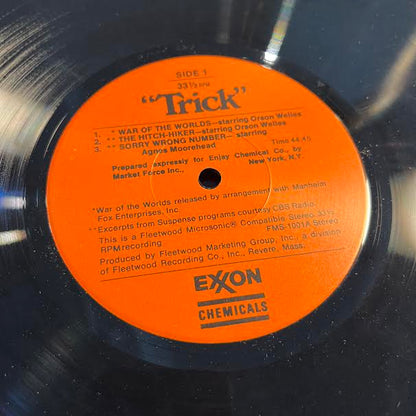 SIDE 1
33⅓ RPM
"Trick"
1. * WAR OF THE WORLDS—starring Orson Welles
2. ** THE HITCH-HIKER—starring Orson Welles
3. ** SORRY WRONG NUMBER— starring
Agnes Moorehead Time 44:45
Prepared expressly for Enjay Chemical Co., by
Market Force Inc., New York, N.Y.
*War of the Worlds released by arrangement with Manheim
Fox Enterprises, Inc.
**Excerpts from Suspense programs courtesy CBS Radio.
This is a Fleetwood Microsonic® Compatible Stereo 33⅓
RPM recording FMS-1001A Stereo
Produced by Fleetwood Marketing Group, Inc., a division
of Fleetwood Recording Co., Inc., Revere, Mass.
EXXON
CHEMICALS